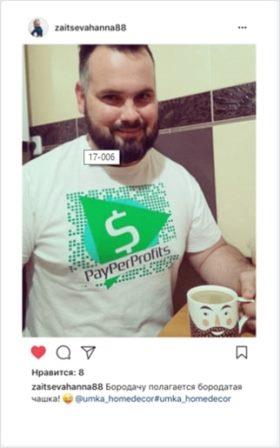 zaitsevahanna88
17-006
$
PayPerProfits
Нравится: 8
zaitsevahanna88 Бородачу полагается бородатая
чашка! 😜 @umka_homedecor#umka_homedecor